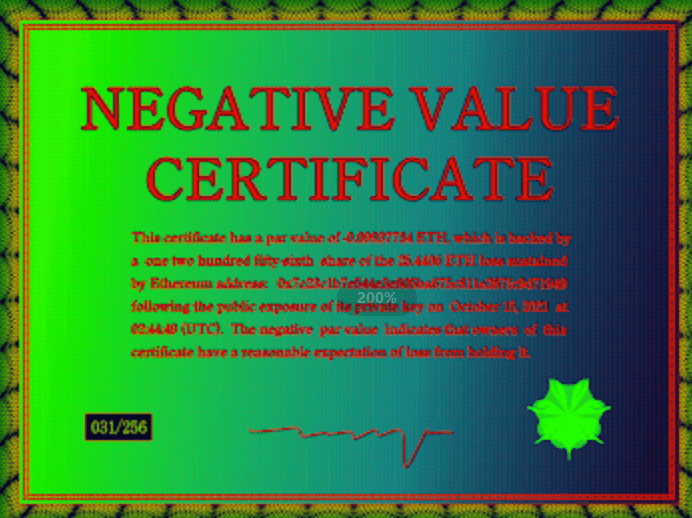 NEGATIVE VALUE
CERTIFICATE
This certificate has a par value of ETH, which is backed by
a one two hundred fifty-sixth share of the 25.4406 ETH loss sustained
by Ethereum address:
following the public exposure of its private key on October 15, 2021 at
02:44:49 (UTC). The negative par value indicates that owners of this
certificate have a reasonable expectation of loss from holding it.
200%
031/256